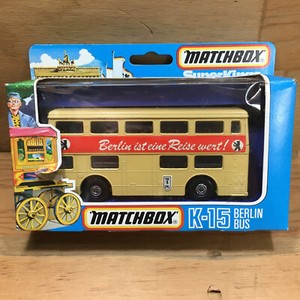 MATCHBOX
SuperKings
Berlin ist eine Reise wert!
MATCHBOX
K-15 BERLIN
BUS